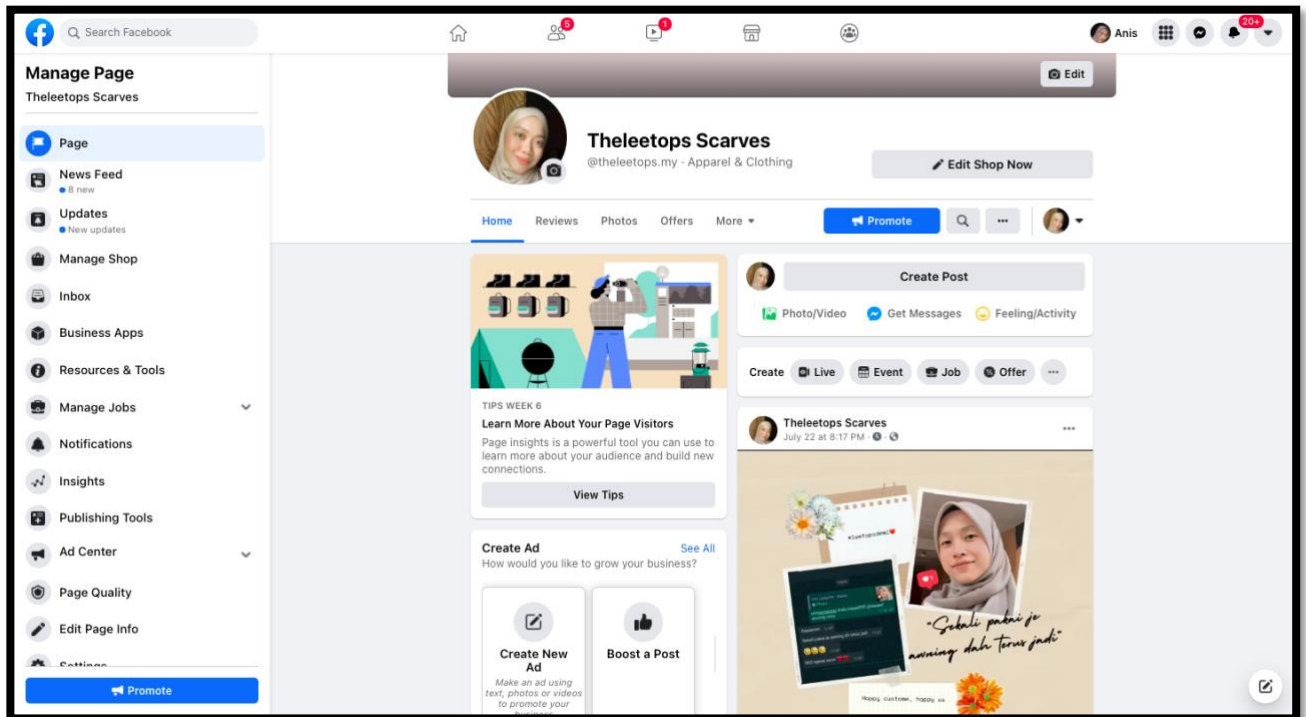 Search Facebook
5
1
Anis
20+
Manage Page
Theleetops Scarves
Page
News Feed
8 new
Updates
New updates
Manage Shop
Inbox
Business Apps
Resources & Tools
Manage Jobs
Notifications
Insights
Publishing Tools
Ad Center
Page Quality
Edit Page Info
Settings
Promote
Edit
Theleetops Scarves
@theleetops.my · Apparel & Clothing
Edit Shop Now
Home Reviews Photos Offers More
Promote
TIPS WEEK 6
Learn More About Your Page Visitors
Page insights is a powerful tool you can use to
learn more about your audience and build new
connections.
View Tips
Create Ad See All
How would you like to grow your business?
Create New
Ad
Make an ad using
text, photos or videos
to promote your
business
Boost a Post
Create Post
Photo/Video Get Messages Feeling/Activity
Create Live Event Job Offer
Theleetops Scarves
July 22 at 8:17 PM
"Sekali pakai je
awning dah terus jadi"
Happy customer, happy us